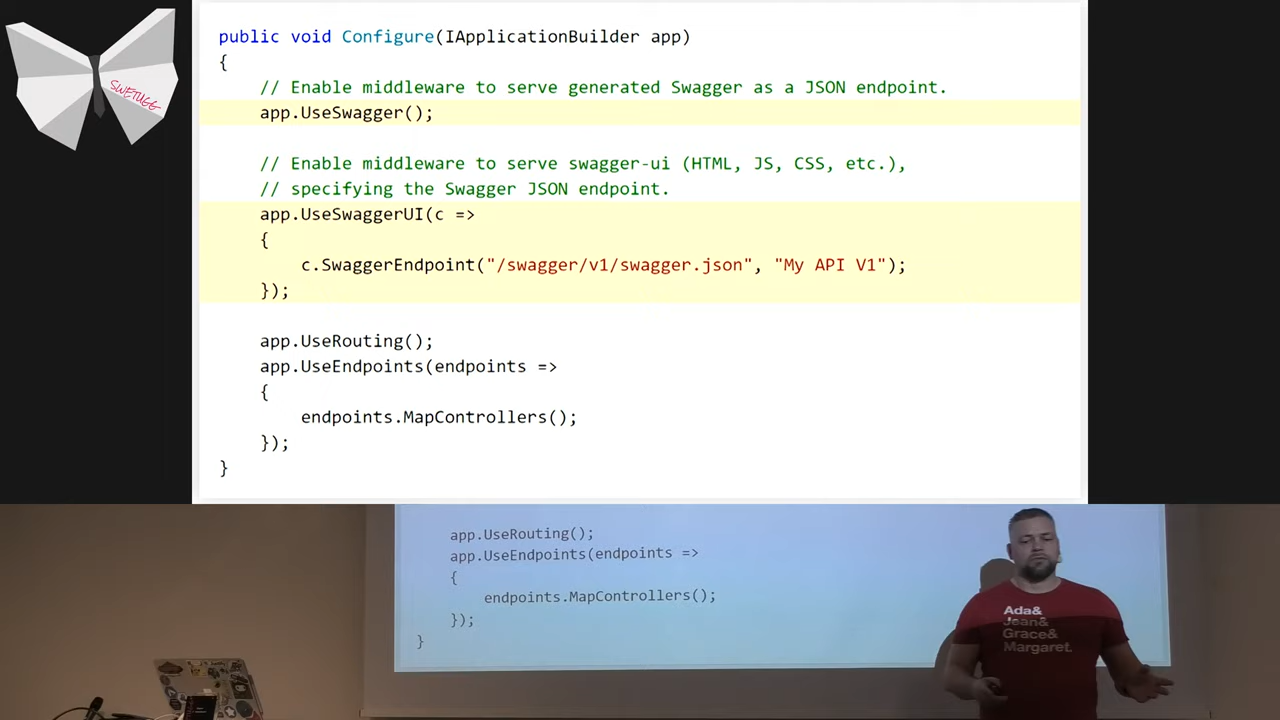 SWETUGG
public void Configure(IApplicationBuilder app)
{
// Enable middleware to serve generated Swagger as a JSON endpoint.
app.UseSwagger();
// Enable middleware to serve swagger-ui (HTML, JS, CSS, etc.),
// specifying the Swagger JSON endpoint.
app.UseSwaggerUI(c =>
{
c.SwaggerEndpoint("/swagger/v1/swagger.json", "My API V1");
});
app.UseRouting();
app.UseEndpoints(endpoints =>
{
endpoints.MapControllers();
});
}
app.UseRouting();
app.UseEndpoints(endpoints =>
{
endpoints.MapControllers();
});
}
Ada&
Jean&
Grace&
Margaret.